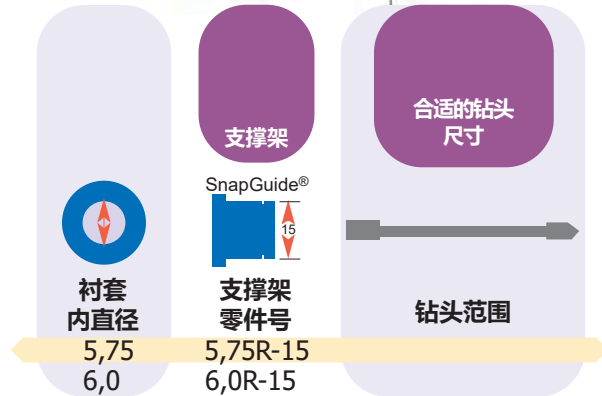 支撑架
合适的钻头
尺寸
SnapGuide®
15
衬套
内直径
支撑架
零件号
钻头范围
5,75 5,75R-15
6,0 6,0R-15